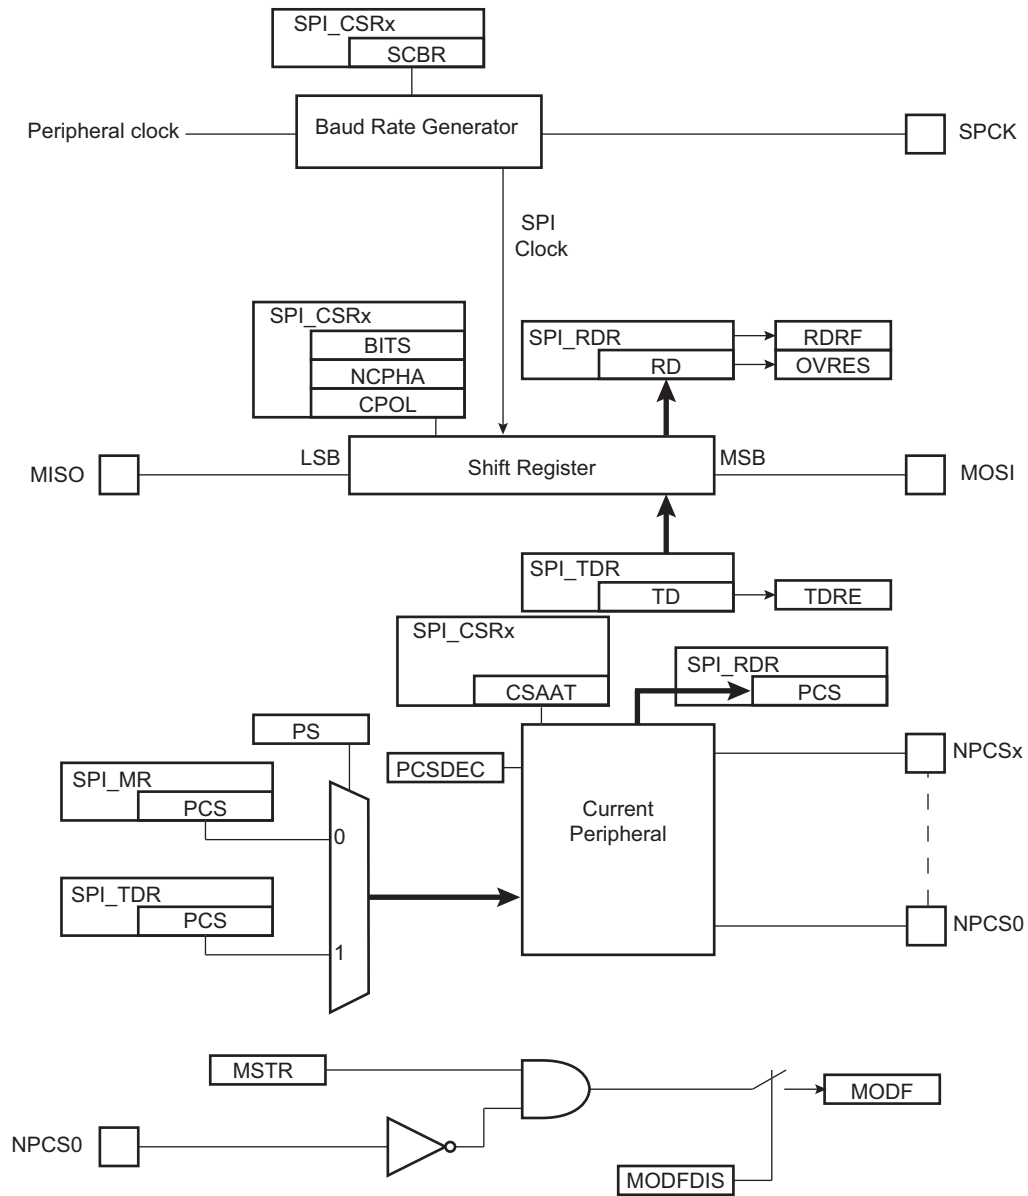 SPI_CSRx
SCBR
Peripheral clock
Baud Rate Generator
SPCK
SPI
Clock
SPI_CSRx
BITS
NCPHA
CPOL
SPI_RDR
RD
RDRF
OVRES
MISO
LSB
Shift Register
MSB
MOSI
SPI_TDR
TD
TDRE
SPI_CSRx
CSAAT
SPI_RDR
PCS
PS
PCSDEC
NPCSx
SPI_MR
PCS
0
Current
Peripheral
SPI_TDR
PCS
1
NPCS0
MSTR
MODF
NPCS0
MODFDIS